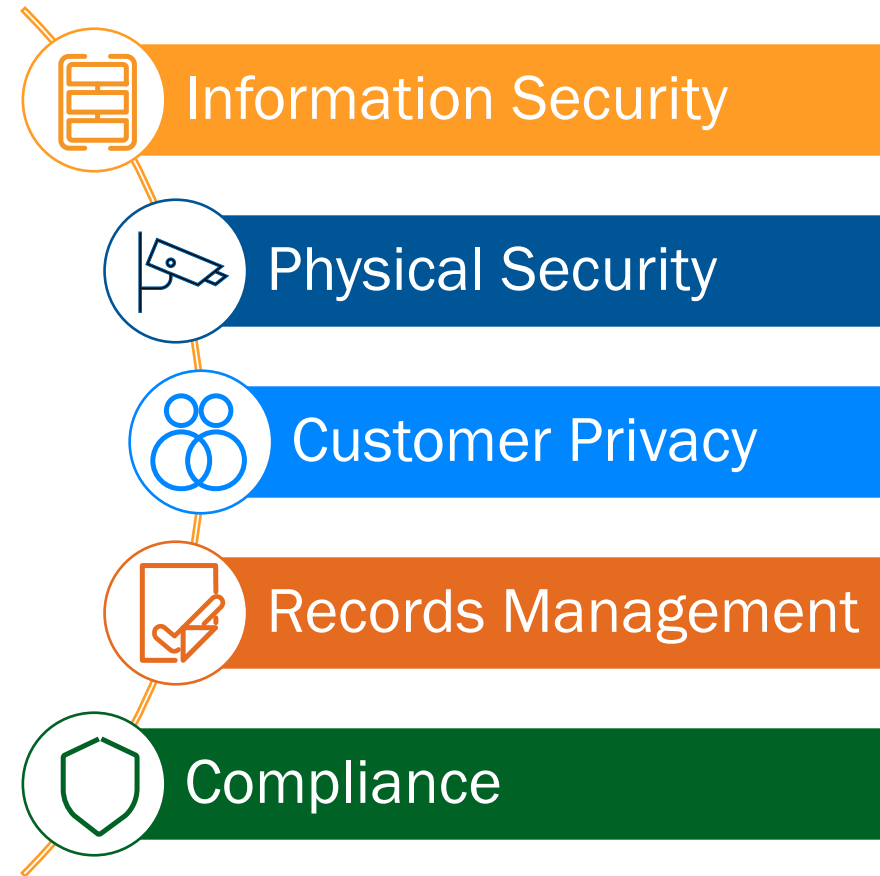 Information Security
Physical Security
Customer Privacy
Records Management
Compliance